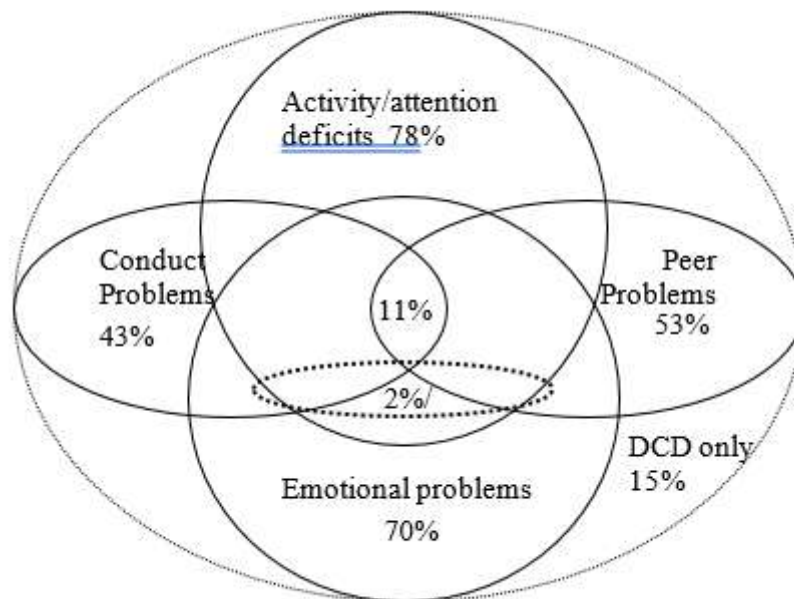 Activity/attention
deficits 78%
Conduct
Problems
43%
Peer
Problems
53%
11%
2%/
DCD only
15%
Emotional problems
70%